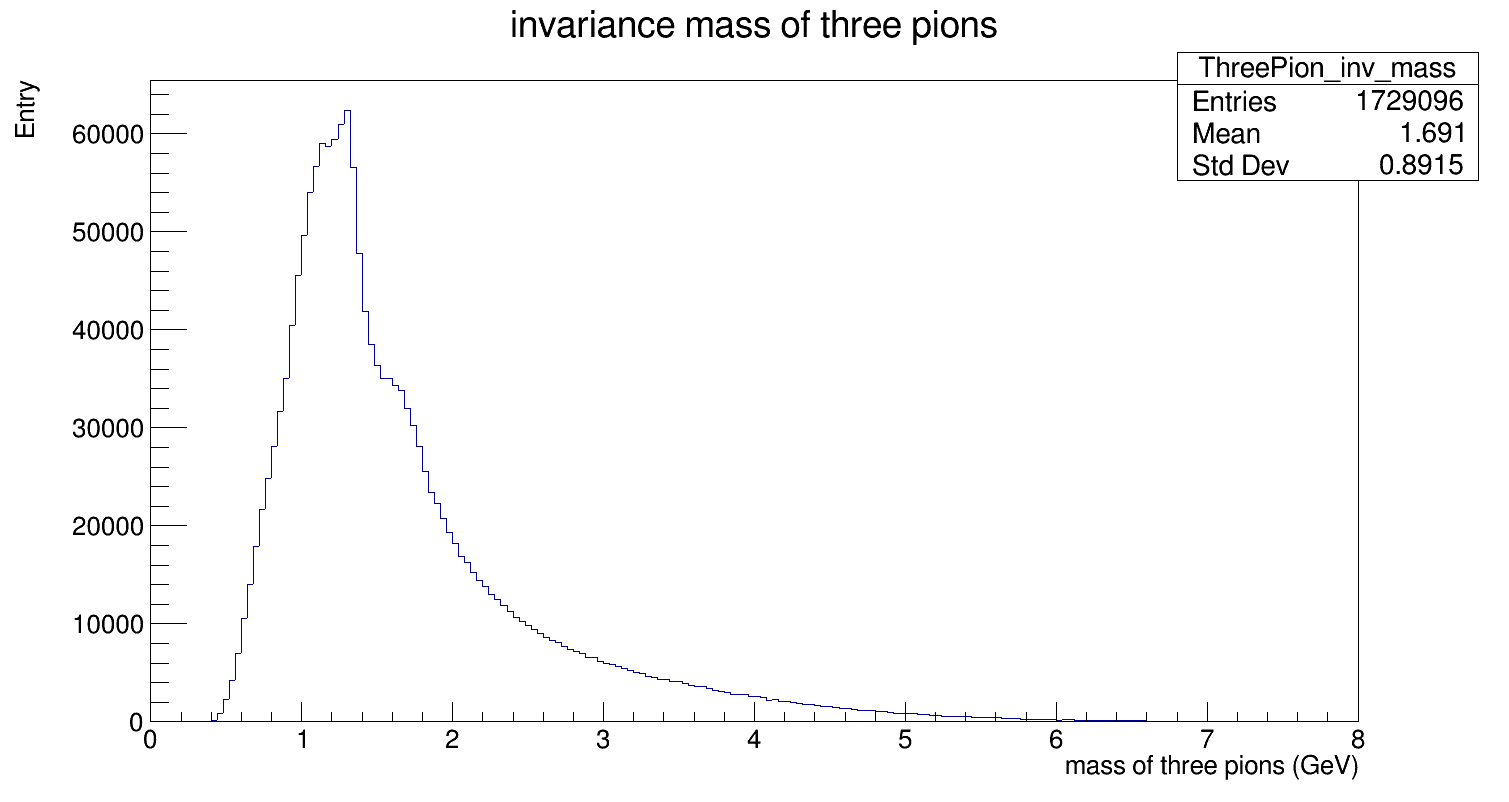 invariance mass of three pions
ThreePion_inv_mass
Entries 1729096
Mean 1.691
Std Dev 0.8915
Entry
60000
50000
40000
30000
20000
10000
0
0 1 2 3 4 5 6 7 8
mass of three pions (GeV)